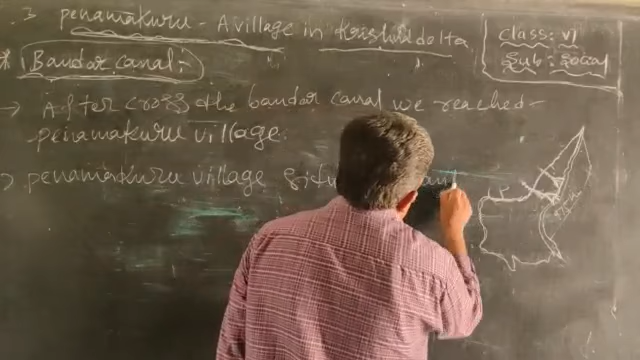 3 penamakuru - A village in Krishna delta
Class: VI
Sub: Social
* Bandar canal:-
→ After cross the bandar canal we reached-
penamakuru village.
→ penamakuru village situ